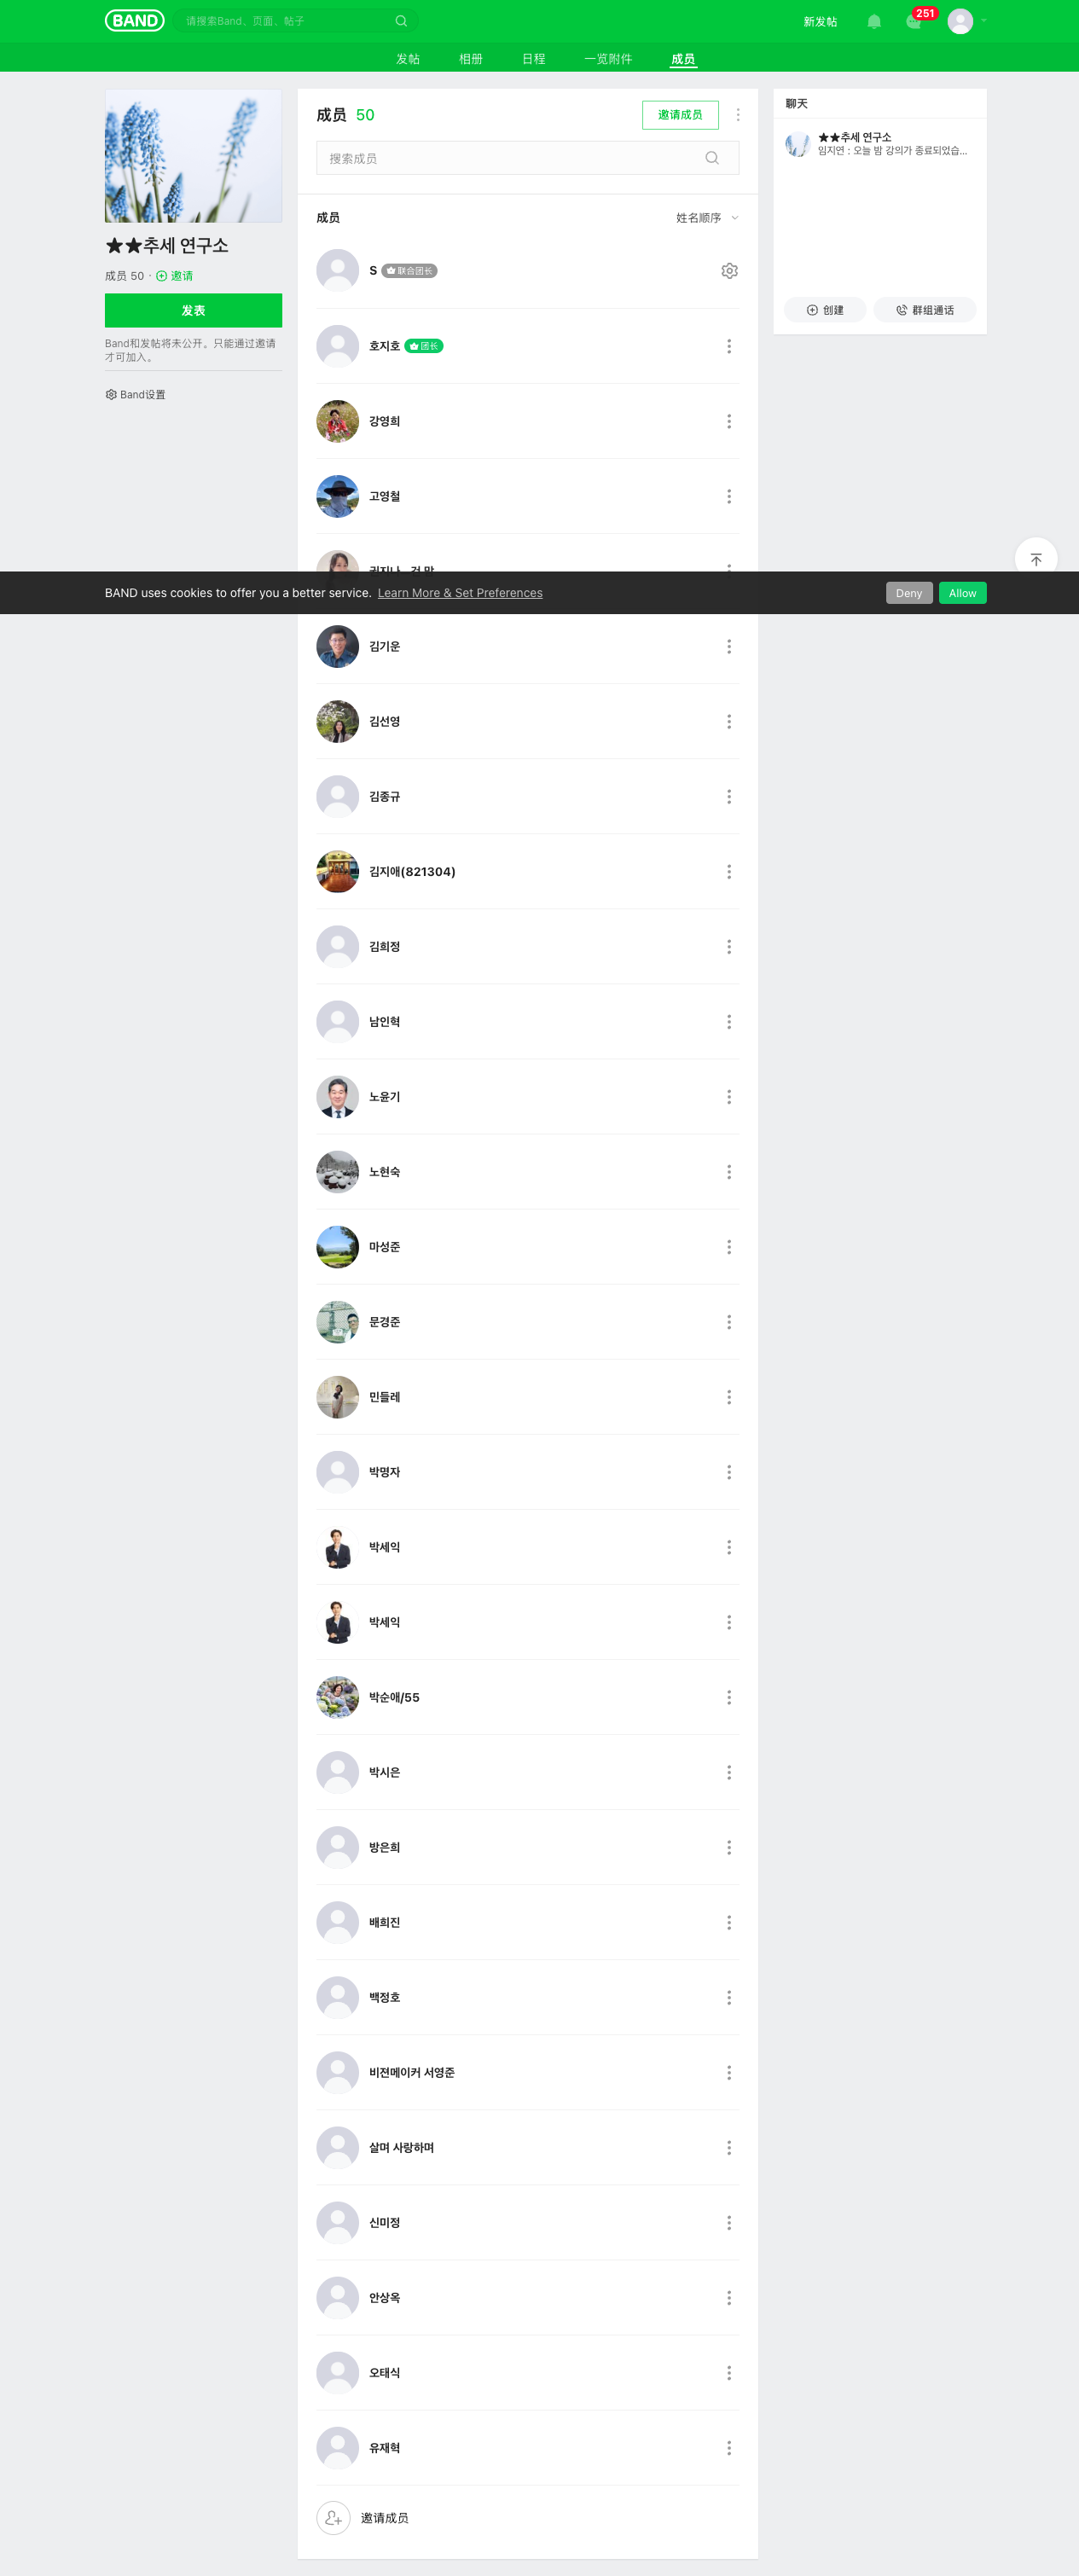 BAND
请搜索Band、页面、帖子
新发帖
251
发帖
相册
日程
一览附件
成员
★★추세 연구소
成员 50 · 邀请
发表
Band和发帖将未公开。只能通过邀请
才可加入。
Band设置
成员 50
邀请成员
搜索成员
成员
姓名顺序
S 联合团长
호지호 团长
강영희
고영철
BAND uses cookies to offer you a better service. Learn More & Set Preferences
Deny
Allow
김기운
김선영
김종규
김지애(821304)
김희정
남인혁
노윤기
노현숙
마성준
문경준
민들레
박명자
박세익
박세익
박순애/55
박시은
방은희
배희진
백정호
비젼메이커 서영준
살며 사랑하며
신미정
안상옥
오태식
유재혁
邀请成员
聊天
★★추세 연구소
임지연 : 오늘 밤 강의가 종료되었습...
创建
群组通话